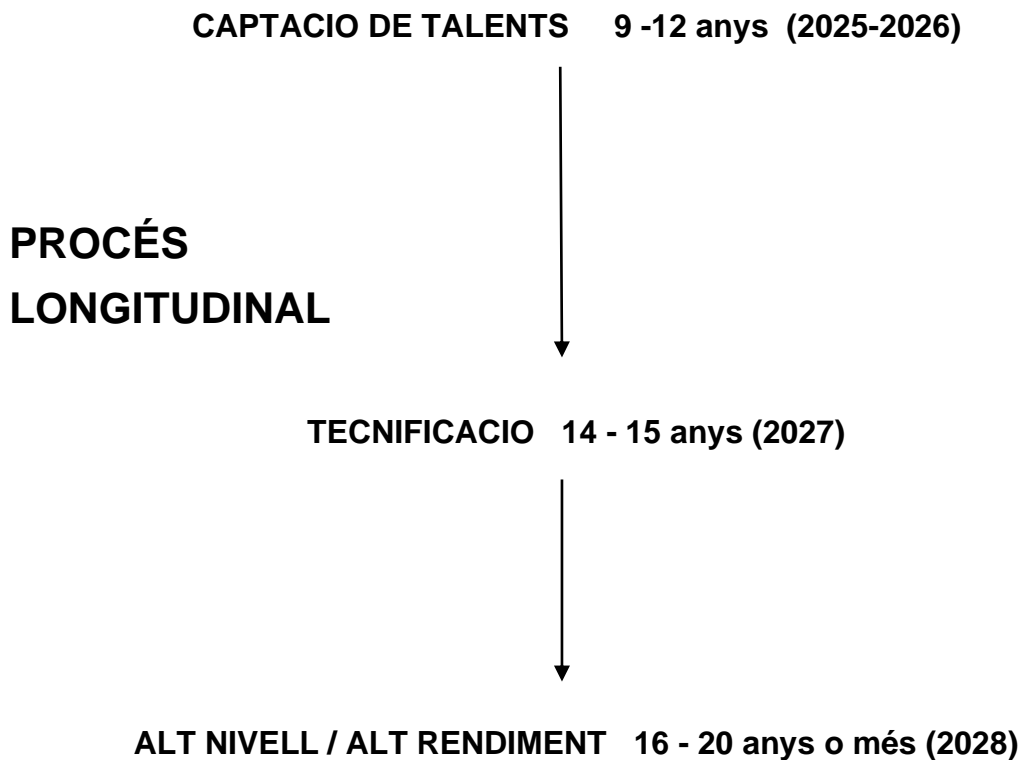 CAPTACIO DE TALENTS 9 -12 anys (2025-2026)
PROCÉS
LONGITUDINAL
TECNIFICACIO 14 - 15 anys (2027)
ALT NIVELL / ALT RENDIMENT 16 - 20 anys o més (2028)